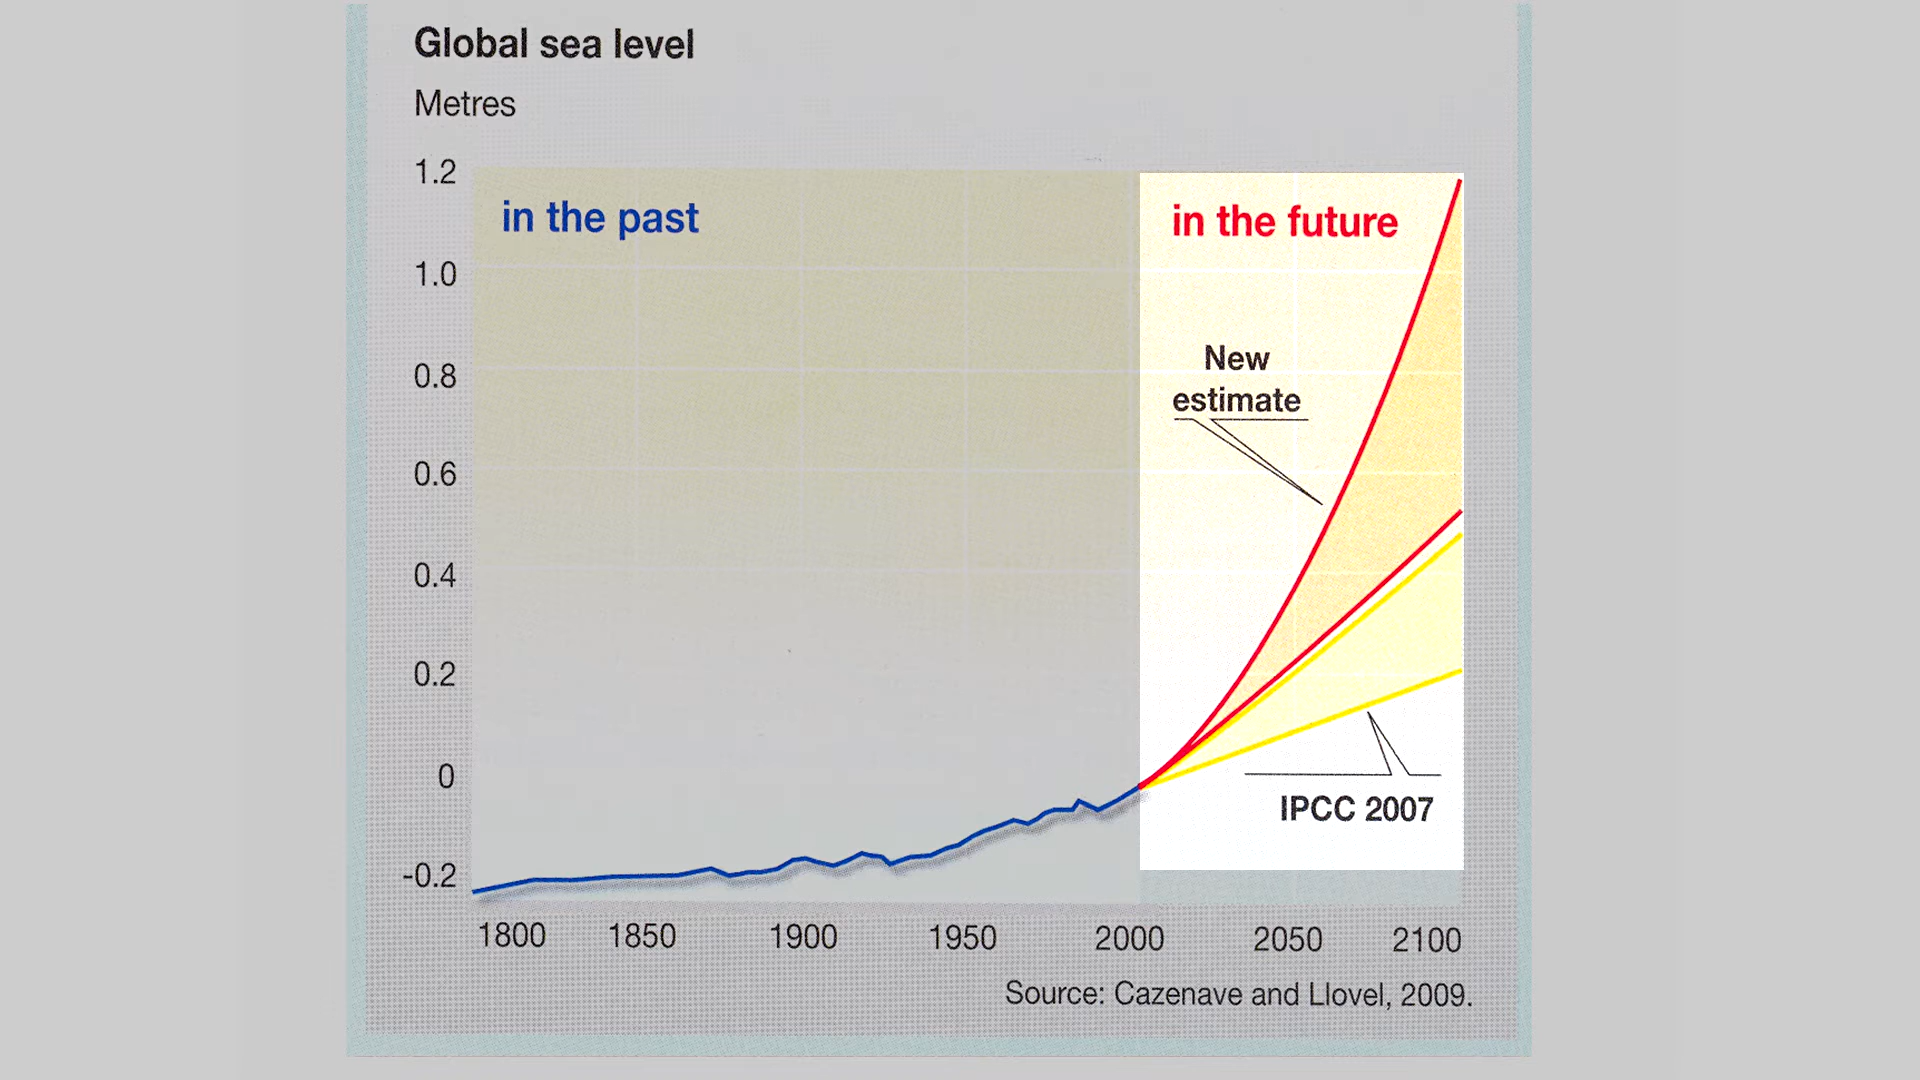 Global sea level
Metres
1.2
in the past
in the future
1.0
New
estimate
0.8
0.6
0.4
0.2
0
IPCC 2007
-0.2
1800 1850 1900 1950 2000 2050 2100
Source: Cazenave and Llovel, 2009.